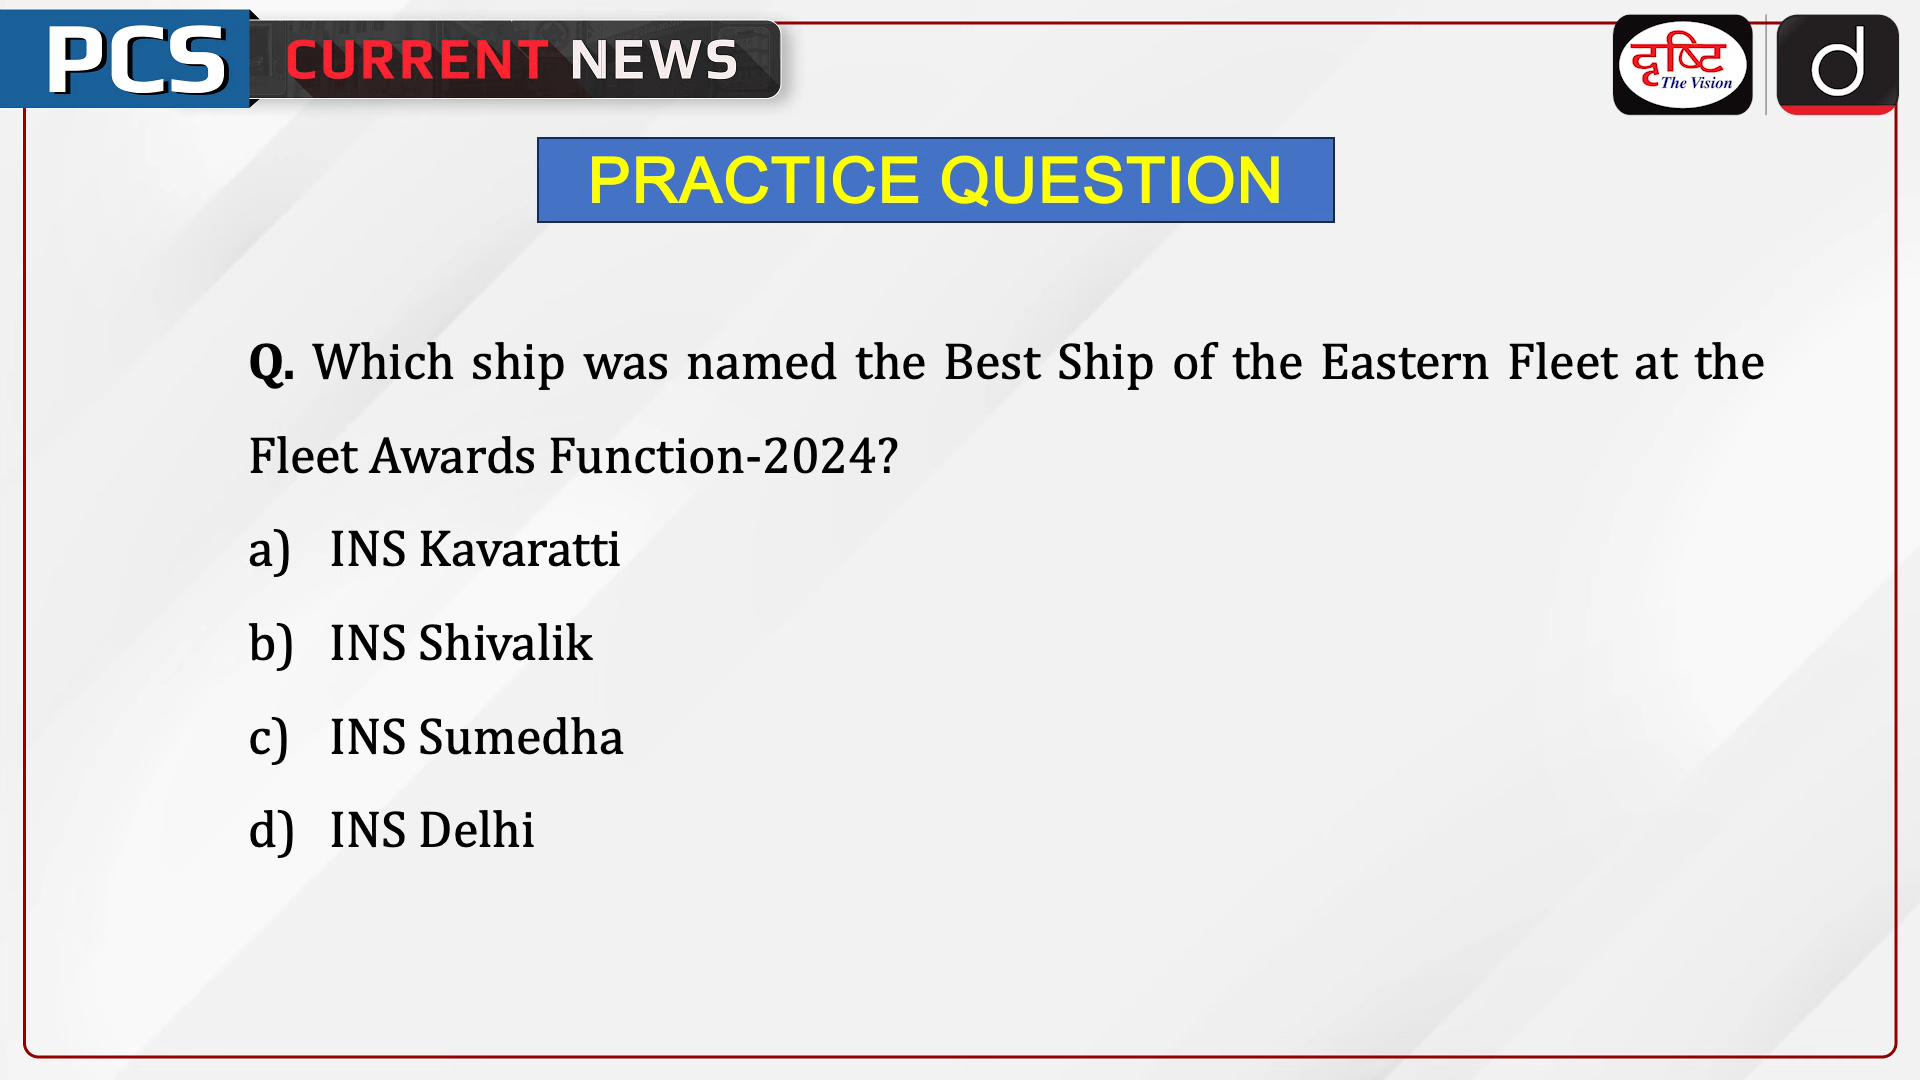 PCS CURRENT NEWS
दृष्टि
The Vision
d
PRACTICE QUESTION
Q. Which ship was named the Best Ship of the Eastern Fleet at the
Fleet Awards Function-2024?
a) INS Kavaratti
b) INS Shivalik
c) INS Sumedha
d) INS Delhi